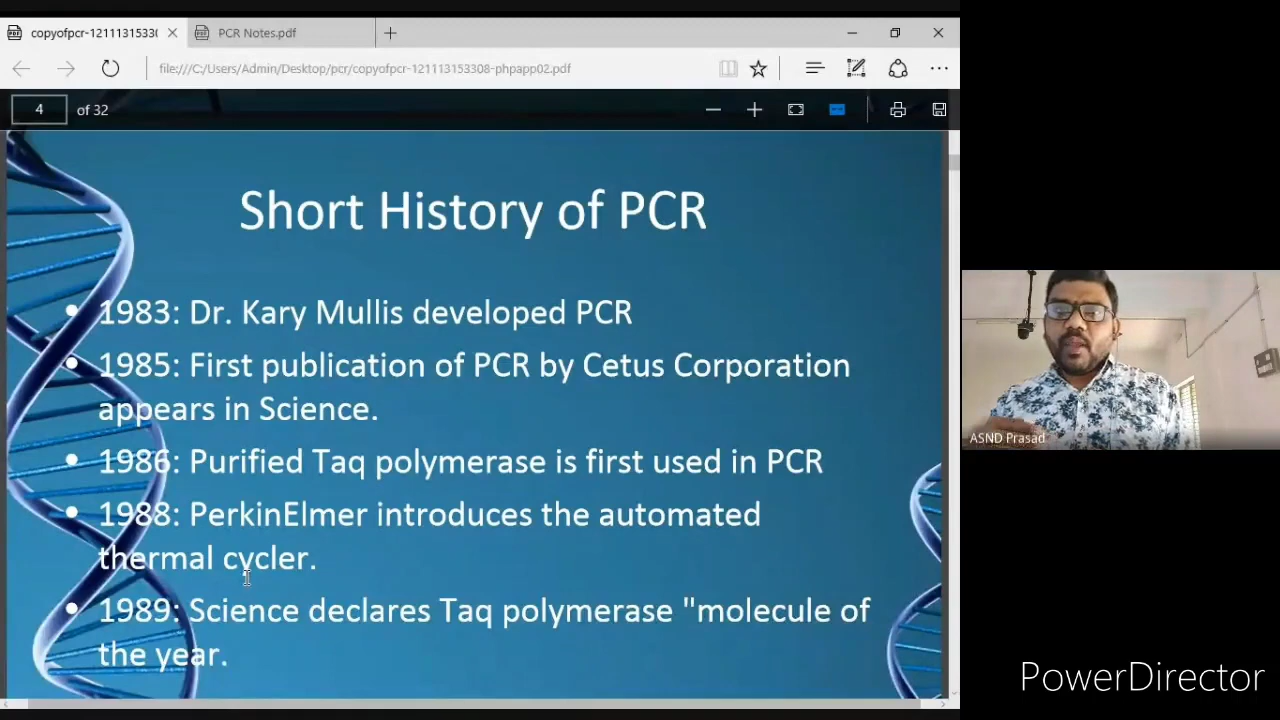 copyofpcr-1211131533
PCR Notes.pdf
file:///C:/Users/Admin/Desktop/pcr/copyofpcr-121113153308-phpapp02.pdf
4 of 32
Short History of PCR
• 1983: Dr. Kary Mullis developed PCR
• 1985: First publication of PCR by Cetus Corporation
appears in Science.
• 1986: Purified Taq polymerase is first used in PCR
• 1988: PerkinElmer introduces the automated
thermal cycler.
• 1989: Science declares Taq polymerase "molecule of
the year.
ASND Prasad
PowerDirector